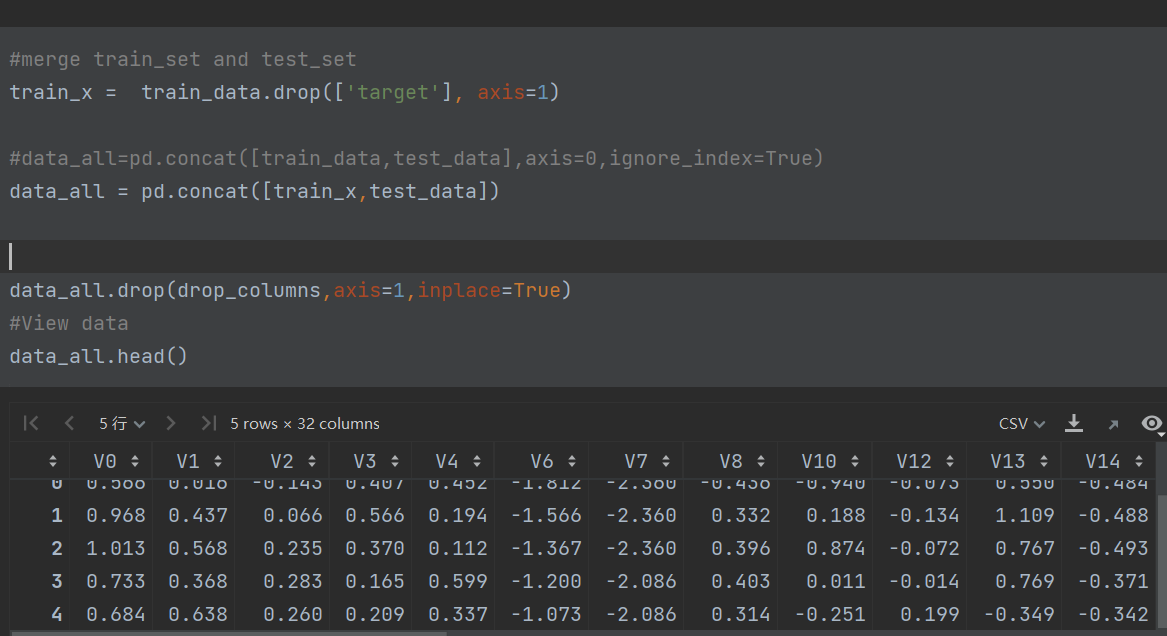 #merge train_set and test_set
train_x =  train_data.drop(['target'], axis=1)
#data_all=pd.concat([train_data,test_data],axis=0,ignore_index=True)
data_all = pd.concat([train_x,test_data])
data_all.drop(drop_columns,axis=1,inplace=True)
#View data
data_all.head()
5 行 5 rows × 32 columns CSV
V0 V1 V2 V3 V4 V6 V7 V8 V10 V12 V13 V14
0 0.566 0.016 -0.143 0.407 0.452 -1.812 -2.360 -0.436 -0.940 -0.073 0.550 -0.484
1 0.968 0.437 0.066 0.566 0.194 -1.566 -2.360 0.332 0.188 -0.134 1.109 -0.488
2 1.013 0.568 0.235 0.370 0.112 -1.367 -2.360 0.396 0.874 -0.072 0.767 -0.493
3 0.733 0.368 0.283 0.165 0.599 -1.200 -2.086 0.403 0.011 -0.014 0.769 -0.371
4 0.684 0.638 0.260 0.209 0.337 -1.073 -2.086 0.314 -0.251 0.199 -0.349 -0.342